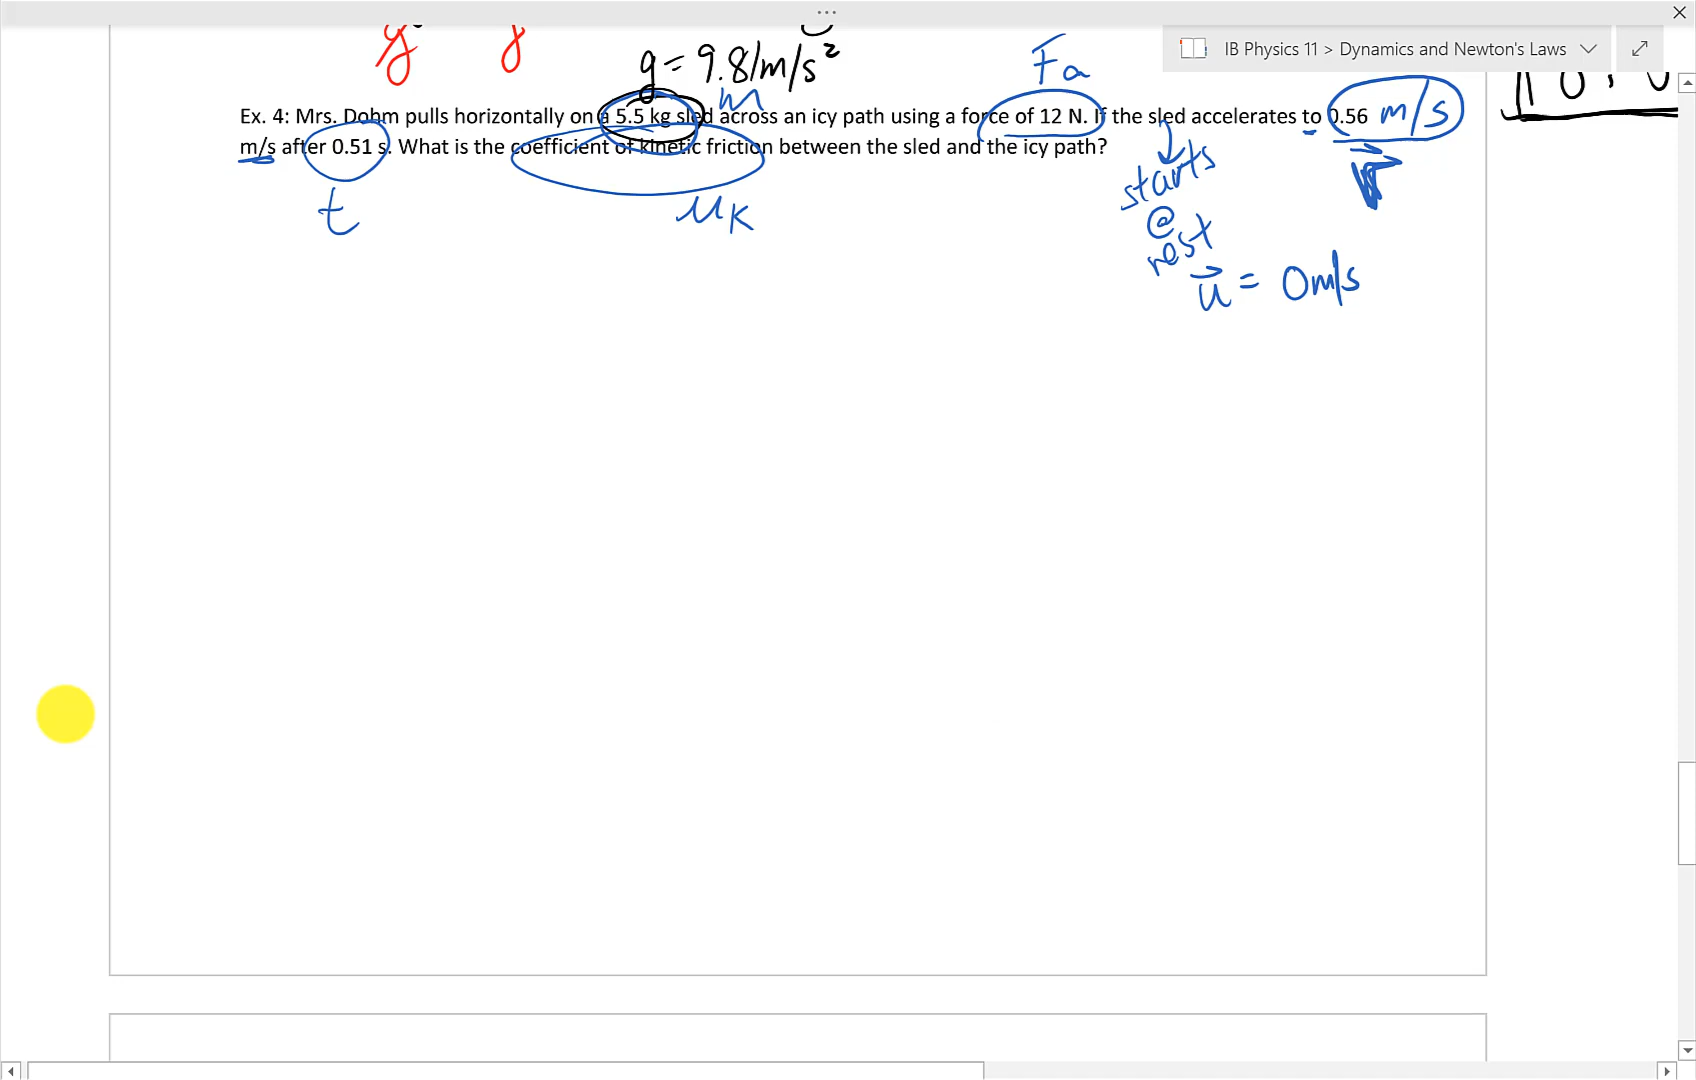 IB Physics 11 > Dynamics and Newton's Laws
y
g = 9.81m/s²
Fa
m
Ex. 4: Mrs. Dohm pulls horizontally on a 5.5 kg sled across an icy path using a force of 12 N. If the sled accelerates to 0.56 m/s
m/s after 0.51 s. What is the coefficient of kinetic friction between the sled and the icy path?
t
μK
starts
@
rest
v
u = 0m/s